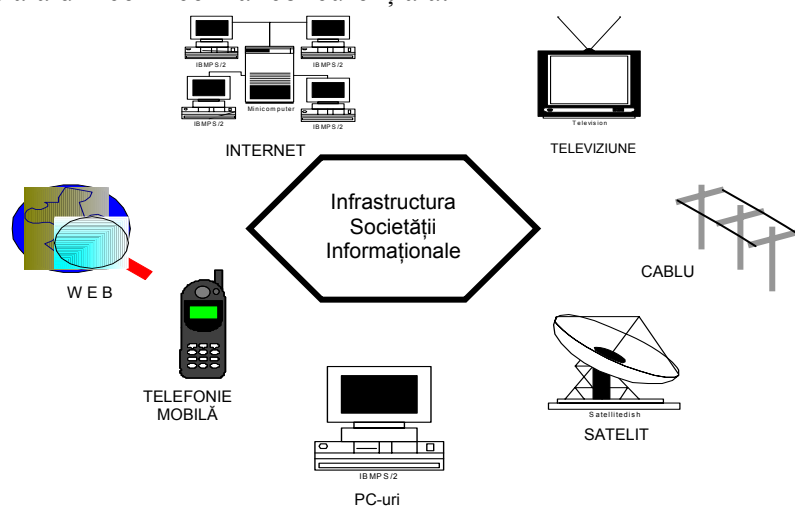 IBMPS/2
IBMPS/2
IBMPS/2
Minicomputer
IBMPS/2
INTERNET
Television
TELEVIZIUNE
Infrastructura
Societății
Informaționale
W E B
CABLU
TELEFONIE
MOBILĂ
Satellitedish
SATELIT
IBMPS/2
PC-uri